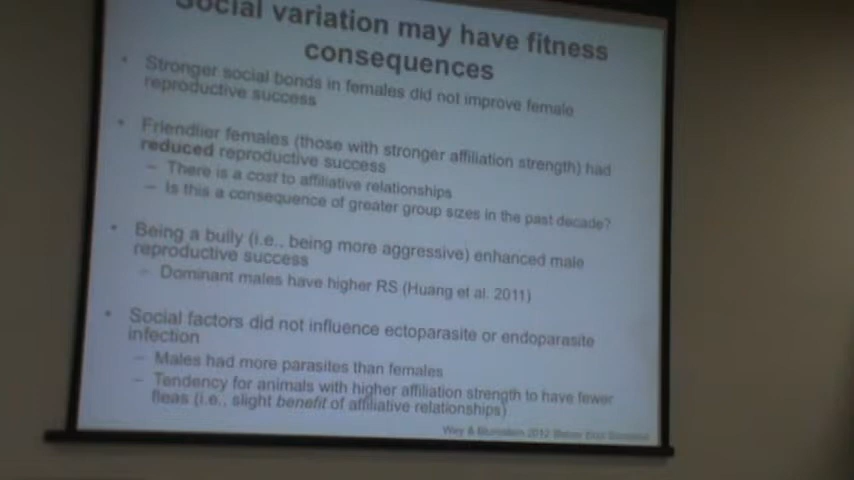 Social variation may have fitness
consequences
• Stronger social bonds in females did not improve female
reproductive success
• Friendlier females (those with stronger affiliation strength) had
reduced reproductive success
– There is a cost to affiliative relationships
– Is this a consequence of greater group sizes in the past decade?
• Being a bully (i.e., being more aggressive) enhanced male
reproductive success
– Dominant males have higher RS (Huang et al. 2011)
• Social factors did not influence ectoparasite or endoparasite
infection
– Males had more parasites than females
– Tendency for animals with higher affiliation strength to have fewer
fleas (i.e., slight benefit of affiliative relationships)
Wey & Blumstein 2012 Behav Ecol